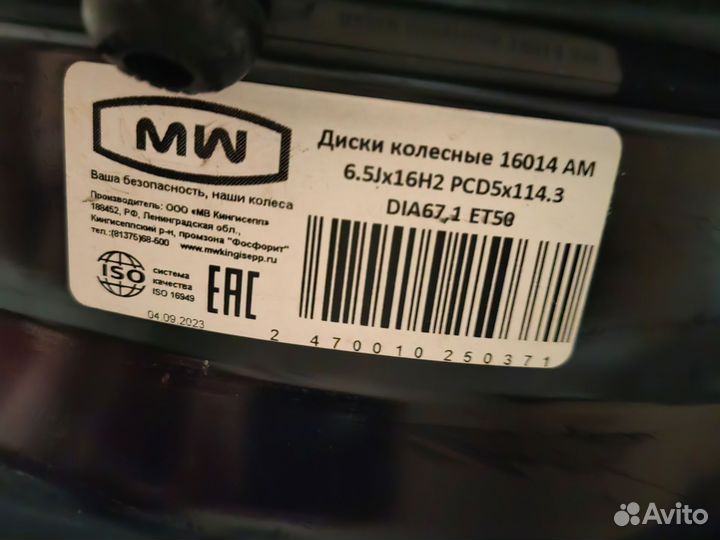 MW
Ваша безопасность, наши колеса
Производитель: ООО «МВ Кингисепп»
188452, РФ, Ленинградская обл.,
Кингисеппский р-н, промзона "Фосфорит"
тел.:(81375)68-500
www.mwkingisepp.ru
ISO
система
качества
ISO 16949
EAC
04.09.2023
Диски колесные 16014 AM
6.5Jx16H2 PCD5x114.3
DIA67,1 ET50
2 470010 250371
Avito